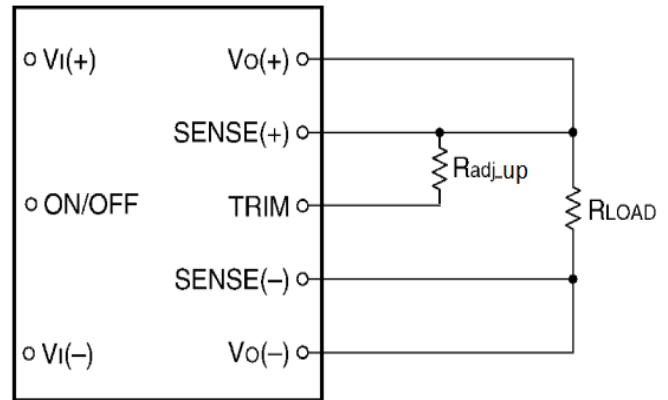 VI(+)
VO(+)
SENSE(+)
Radj_up
ON/OFF
TRIM
RLOAD
SENSE(–)
VI(–)
VO(–)